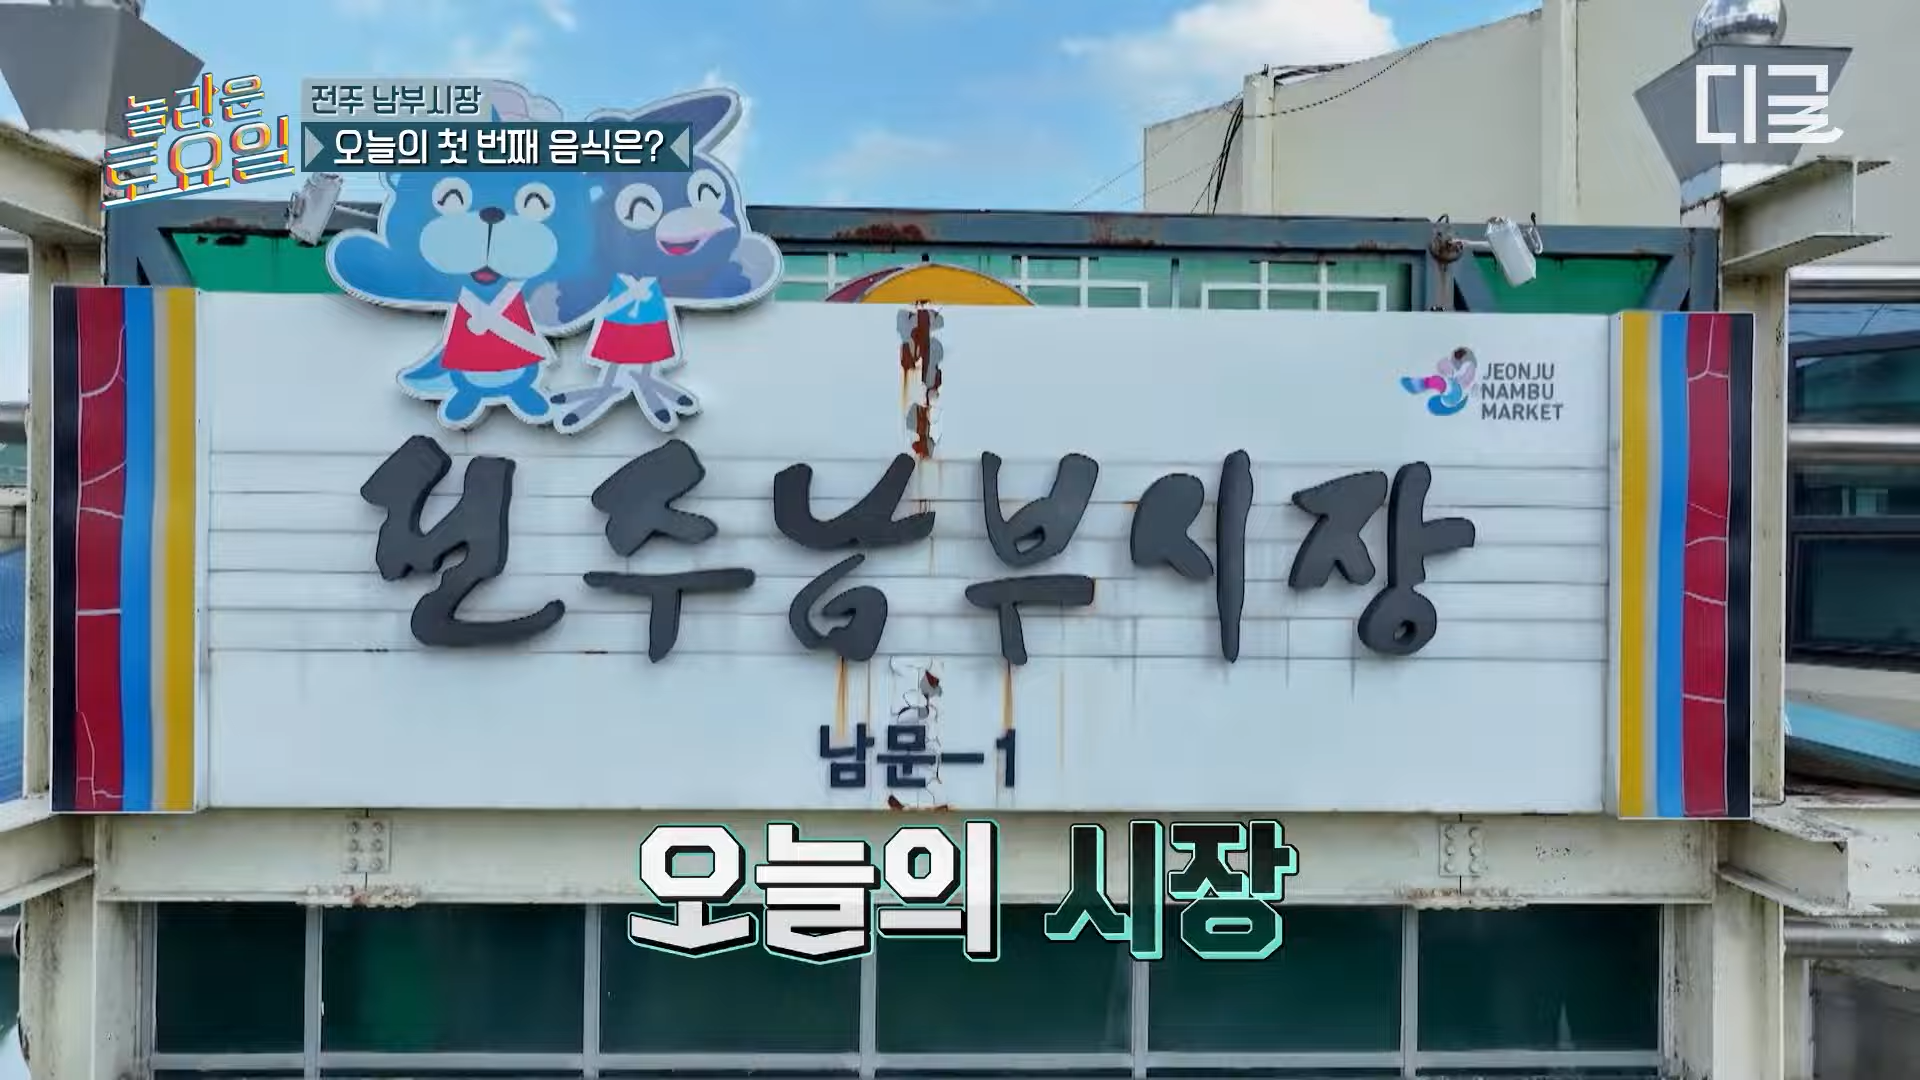 놀라운
토요일
전주 남부시장
오늘의 첫 번째 음식은?
디글
JEONJU
NAMBU
MARKET
전주남부시장
남문-1
오늘의 시장